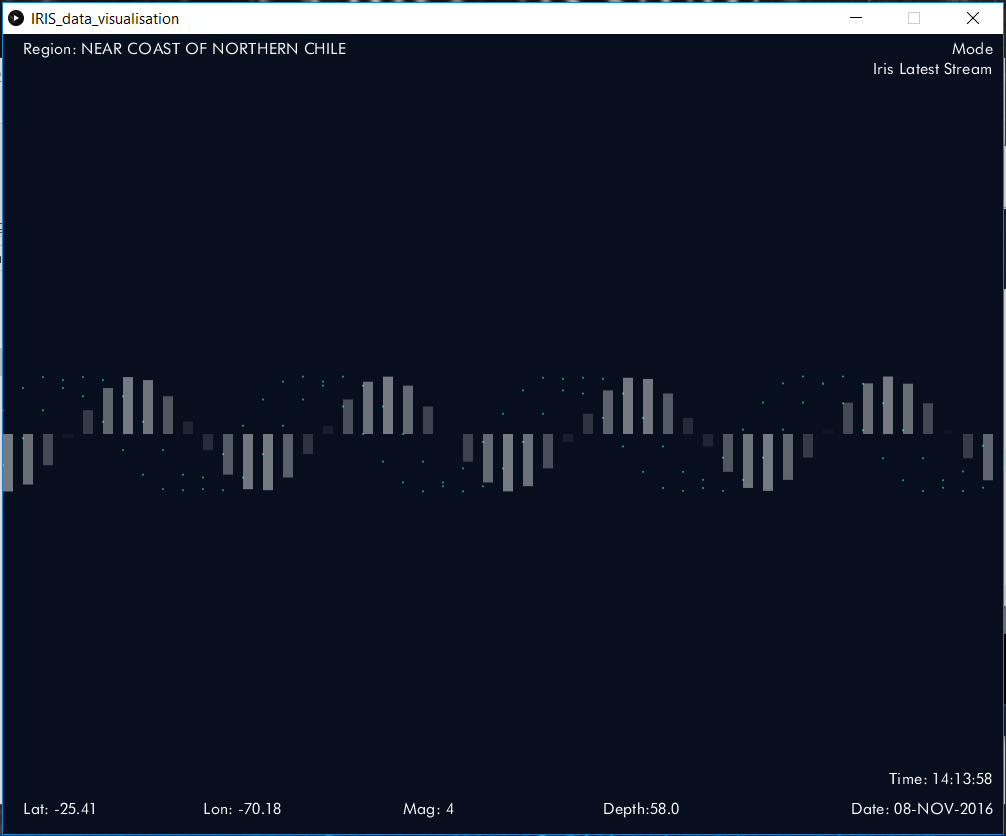 IRIS_data_visualisation
Region: NEAR COAST OF NORTHERN CHILE
Mode
Iris Latest Stream
Time: 14:13:58
Lat: -25.41 Lon: -70.18 Mag: 4 Depth:58.0 Date: 08-NOV-2016